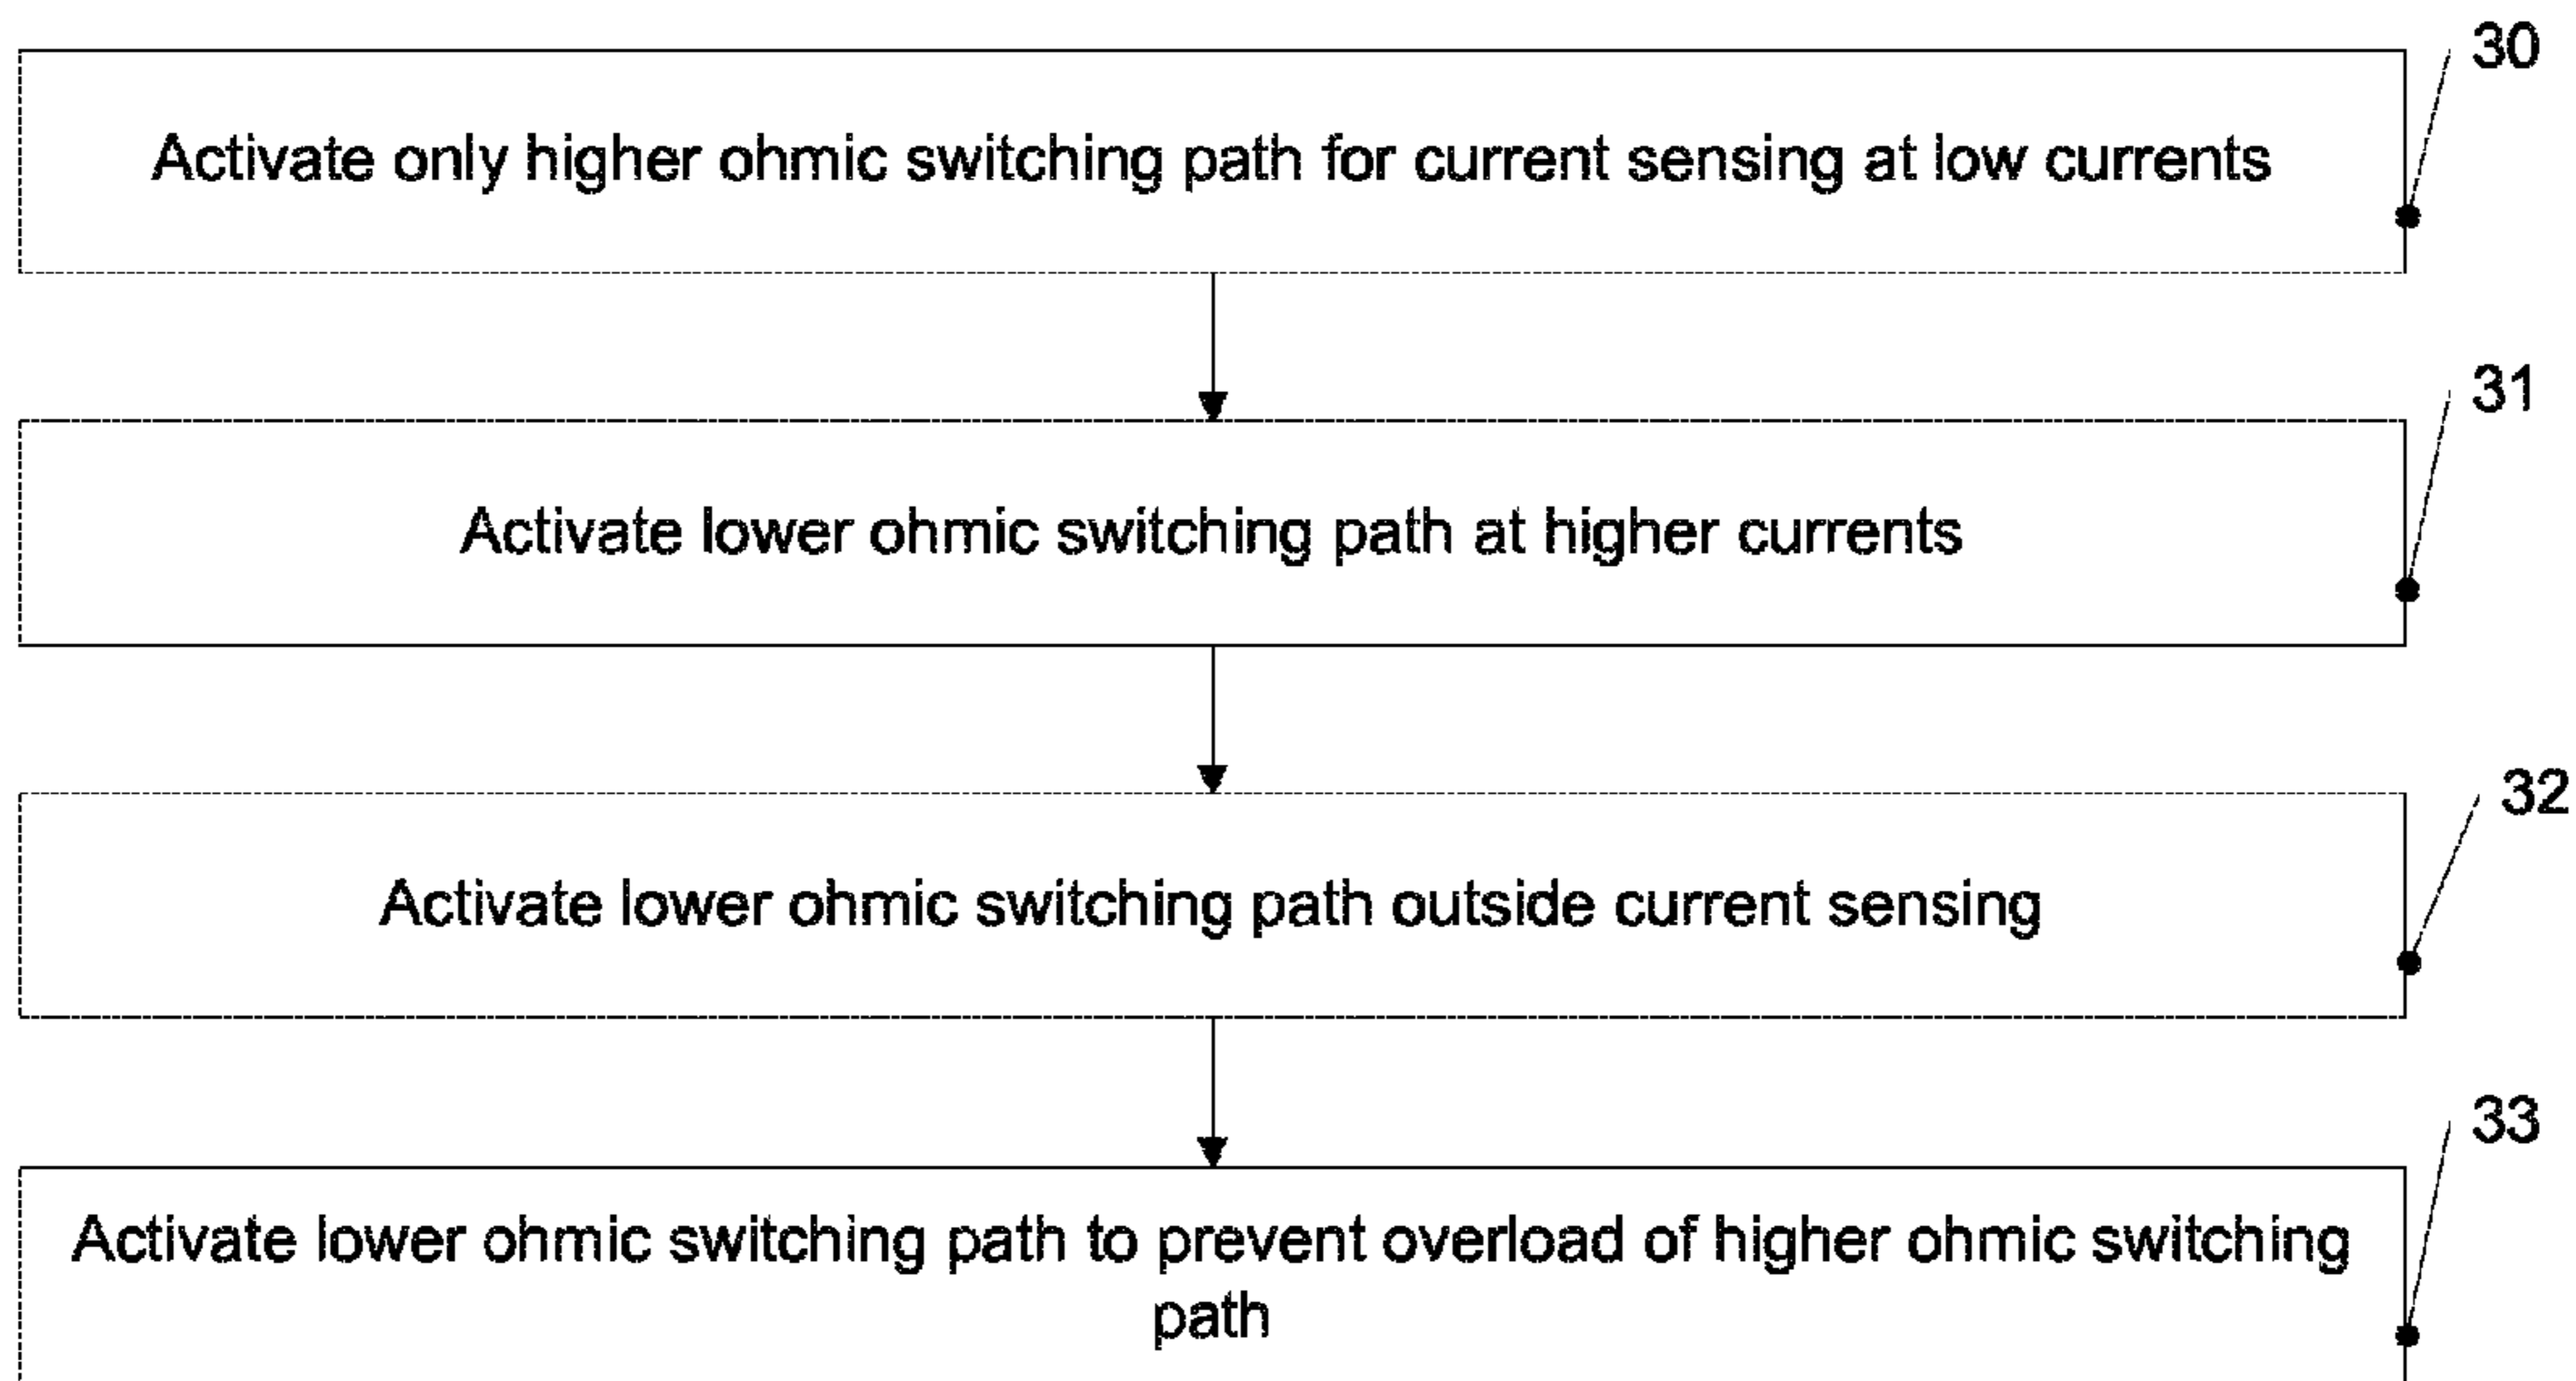 30
Activate only higher ohmic switching path for current sensing at low currents
31
Activate lower ohmic switching path at higher currents
32
Activate lower ohmic switching path outside current sensing
33
Activate lower ohmic switching path to prevent overload of higher ohmic switching
path